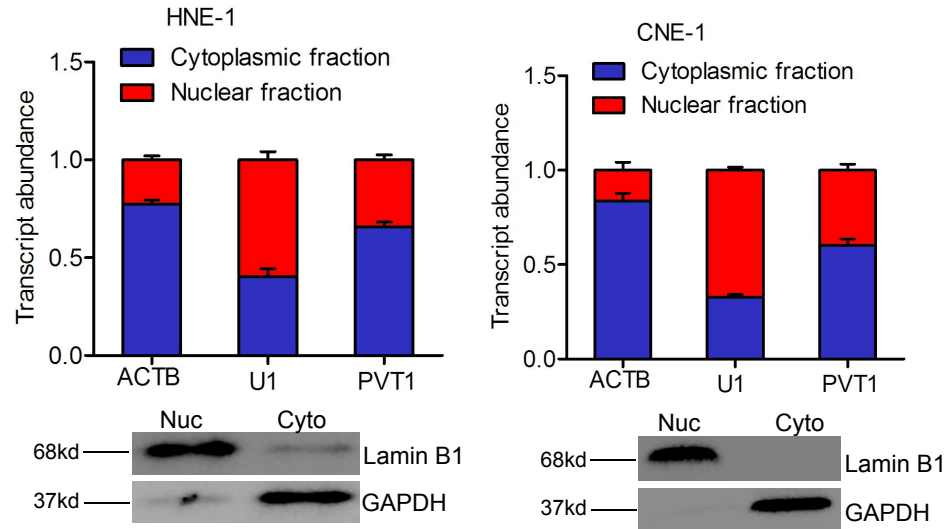 HNE-1
Cytoplasmic fraction
Nuclear fraction
Transcript abundance
1.5
1.0
0.5
0.0
ACTB U1 PVT1
Nuc Cyto
68kd Lamin B1
37kd GAPDH
CNE-1
Cytoplasmic fraction
Nuclear fraction
Transcript abundance
1.5
1.0
0.5
0.0
ACTB U1 PVT1
Nuc Cyto
68kd Lamin B1
37kd GAPDH